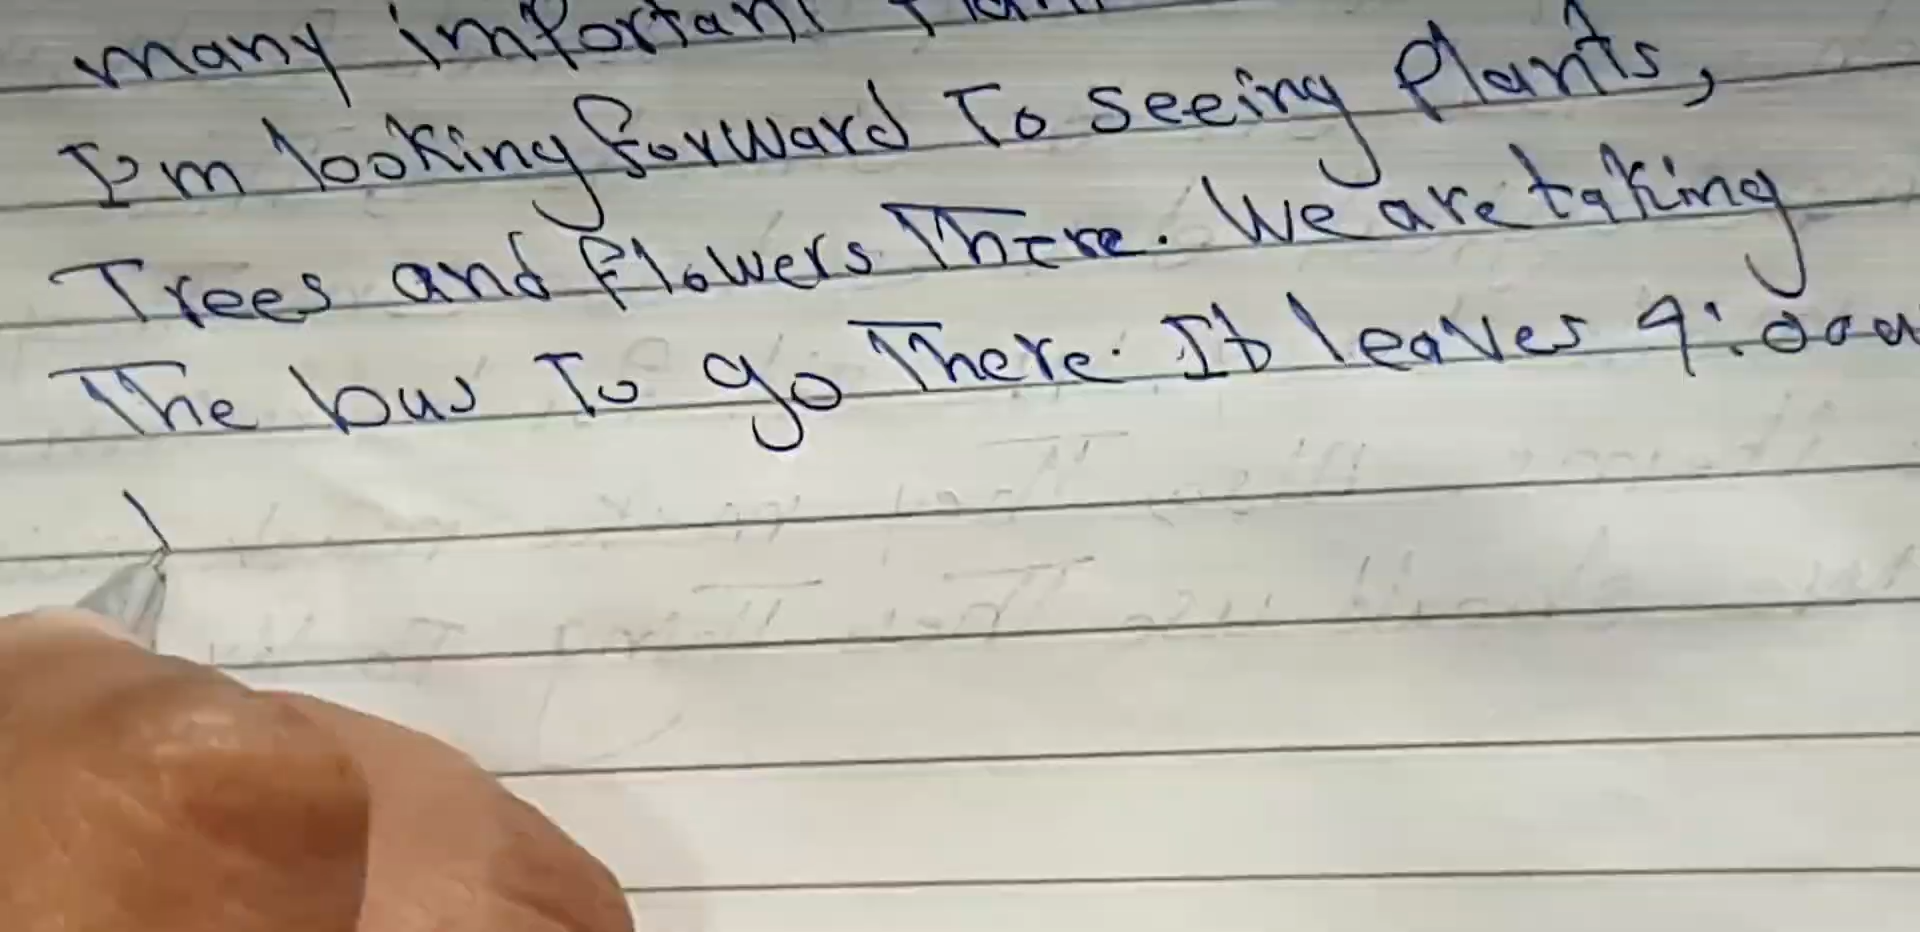 many important
I'm looking forward To seeing Plants,
Trees and flowers There. We are taking
The bus To go There. It leaves 9:00a